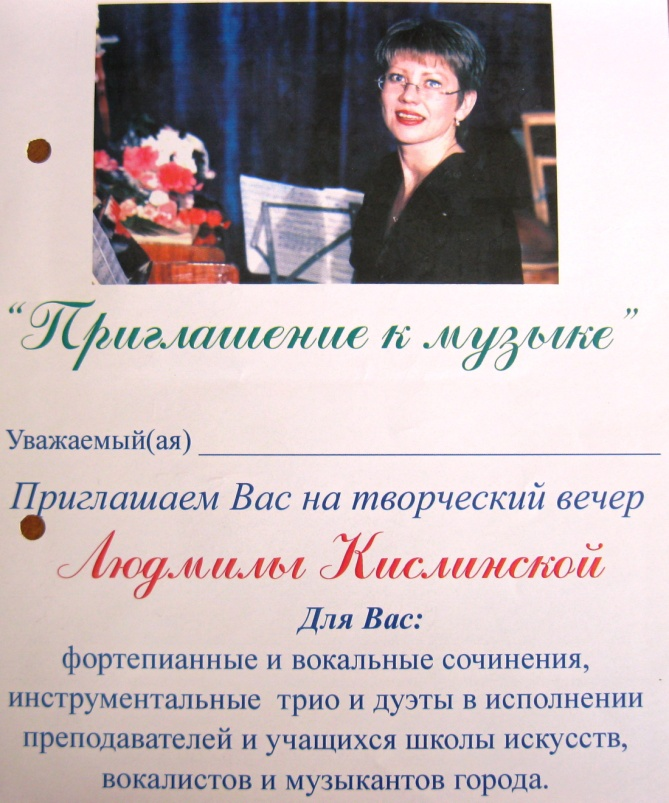 “Приглашение к музыке”
Уважаемый(ая)
Приглашаем Вас на творческий вечер
Людмилы Кислинской
Для Вас:
фортепианные и вокальные сочинения,
инструментальные трио и дуэты в исполнении
преподавателей и учащихся школы искусств,
вокалистов и музыкантов города.